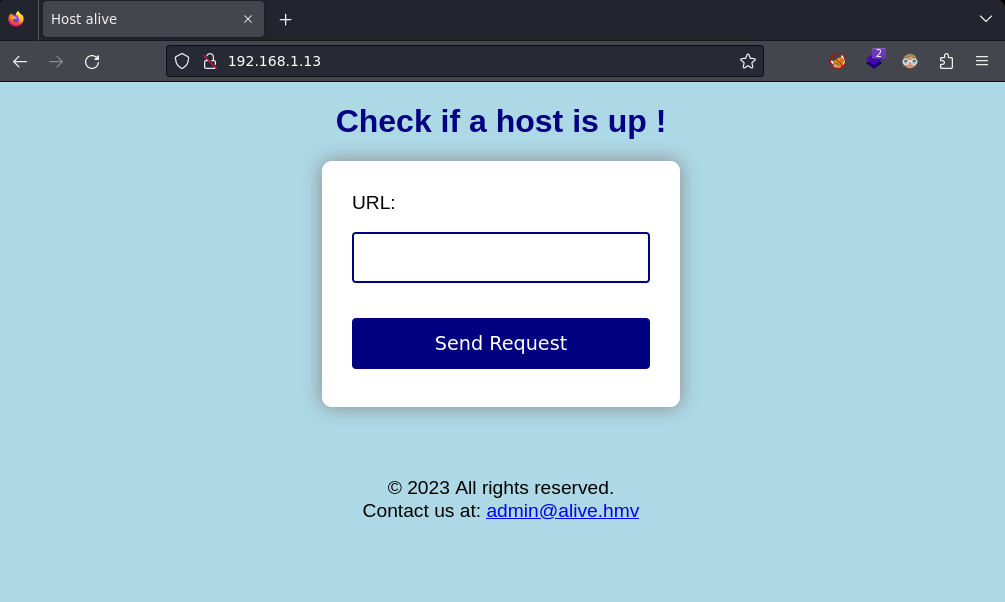 Host alive
192.168.1.13
2
Check if a host is up !
URL:
Send Request
© 2023 All rights reserved.
Contact us at: admin@alive.hmv